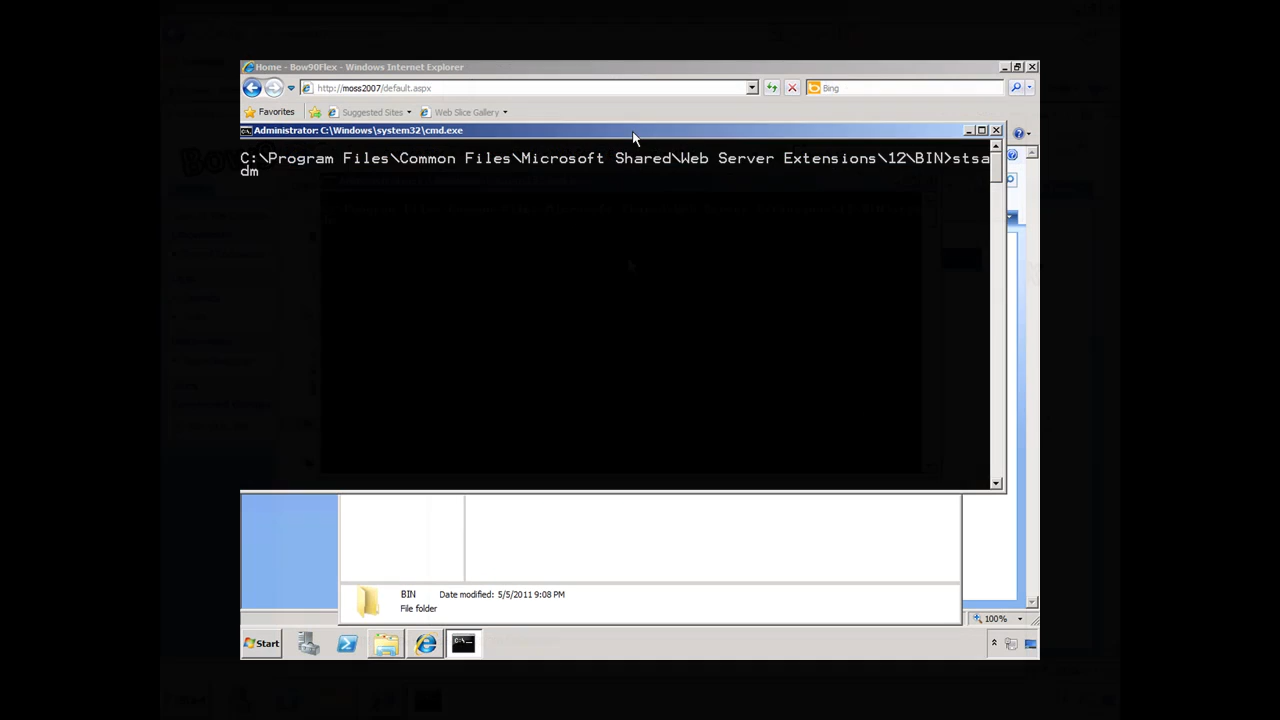 Home - Bow90Flex - Windows Internet Explorer
http://moss2007/default.aspx
Bing
Favorites
Suggested Sites
Web Slice Gallery
Administrator: C:\Windows\system32\cmd.exe
C:\Program Files\Common Files\Microsoft Shared\Web Server Extensions\12\BIN>stsa
dm
BIN
Date modified: 5/5/2011 9:08 PM
File folder
100%
Start